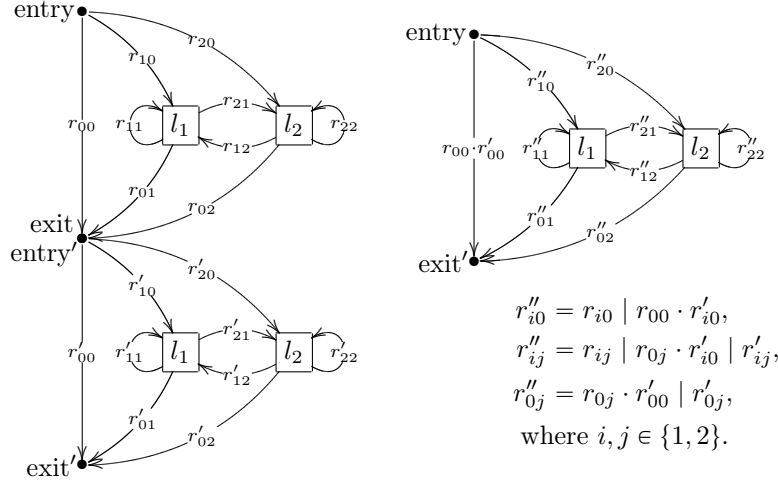 entry
r₂₀
r₁₀
r₀₀
r₁₁
l₁
r₂₁
r₁₂
l₂
r₂₂
r₀₁
r₀₂
exit
entry′
r′₂₀
r′₁₀
r′₀₀
r′₁₁
l₁
r′₂₁
r′₁₂
l₂
r′₂₂
r′₀₁
r′₀₂
exit′
entry
r″₂₀
r″₁₀
r₀₀·r′₀₀
r″₁₁
l₁
r″₂₁
r″₁₂
l₂
r″₂₂
r″₀₁
r″₀₂
exit′
r″ᵢ₀ = rᵢ₀ | r₀₀ · r′ᵢ₀,
r″ᵢⱼ = rᵢⱼ | r₀ⱼ · r′ᵢ₀ | r′ᵢⱼ,
r″₀ⱼ = r₀ⱼ · r′₀₀ | r′₀ⱼ,
where i, j ∈ {1, 2}.